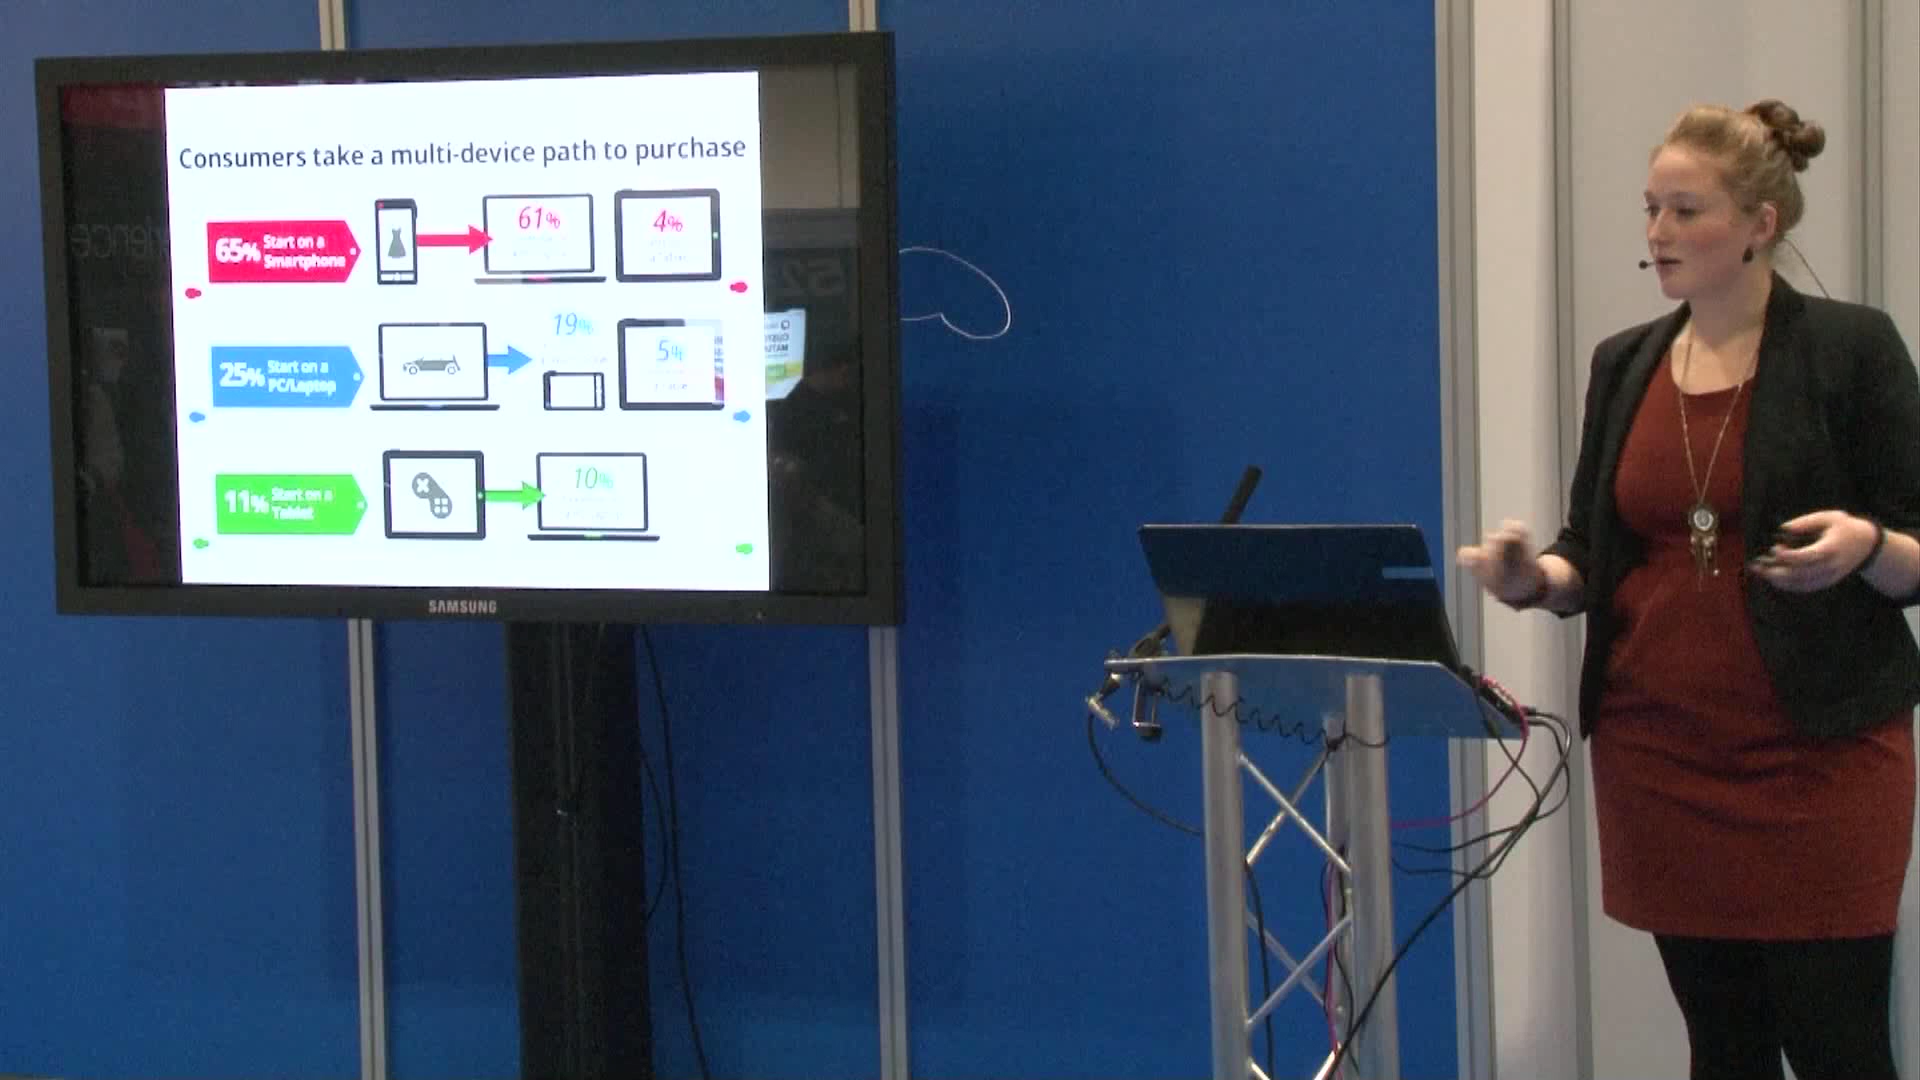 Consumers take a multi-device path to purchase
65% Start on a
Smartphone
61%
4%
25% Start on a
PC/Laptop
19%
5%
11% Start on a
Tablet
10%
SAMSUNG